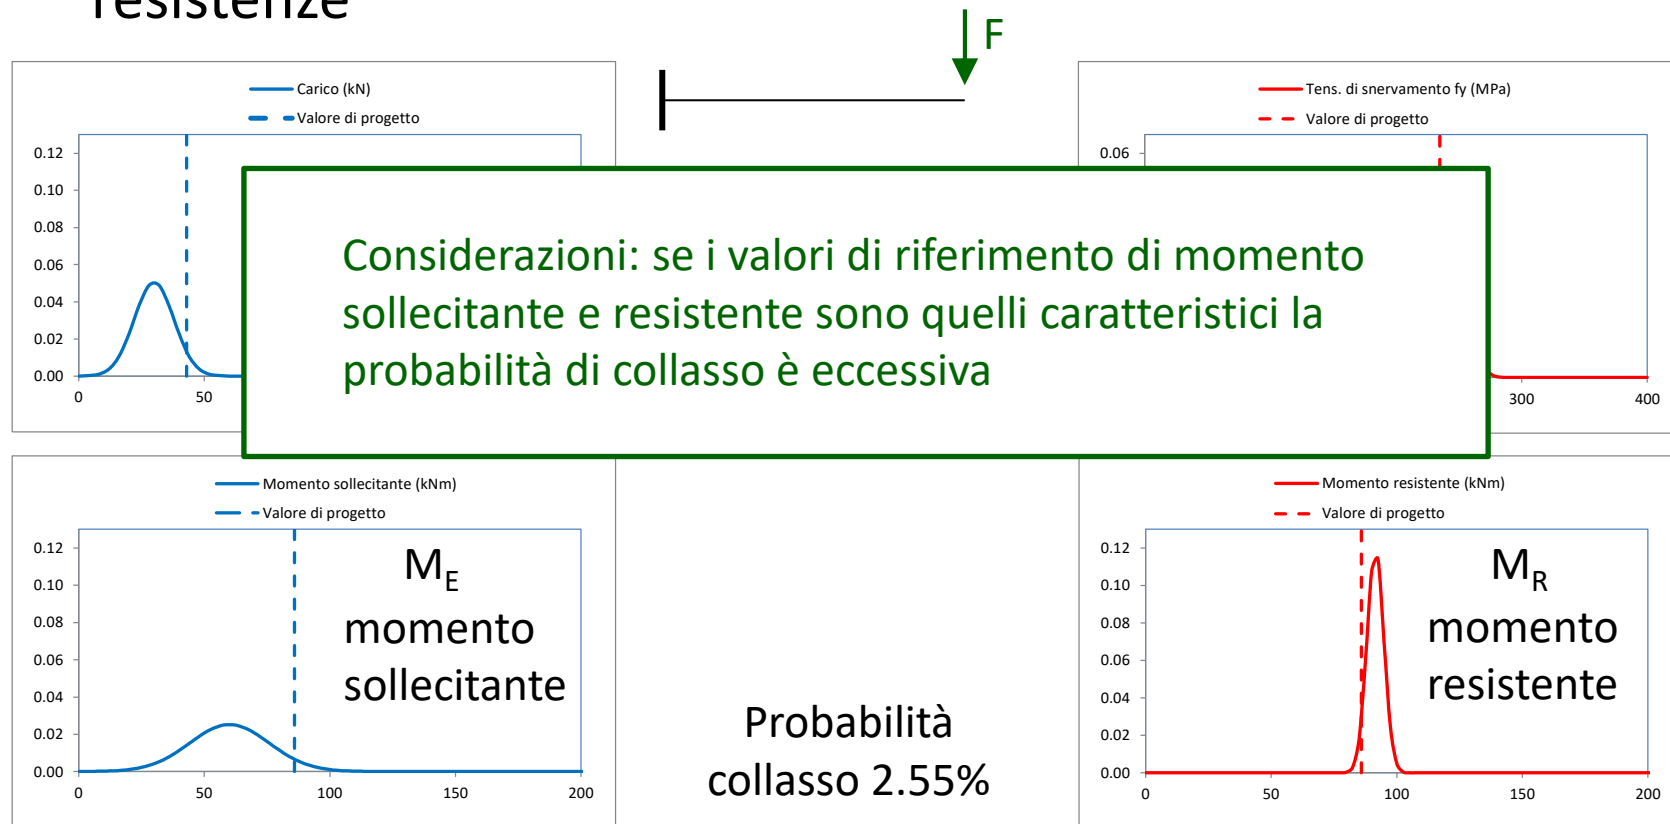 resistenze
F
Carico (kN)
Valore di progetto
0.12
0.10
0.08
0.06
0.04
0.02
0.00
0
50
Tens. di snervamento fy (MPa)
Valore di progetto
0.06
300
400
Considerazioni: se i valori di riferimento di momento
sollecitante e resistente sono quelli caratteristici la
probabilità di collasso è eccessiva
Momento sollecitante (kNm)
Valore di progetto
0.12
0.10
0.08
0.06
0.04
0.02
0.00
0
50
100
150
200
M_E
momento
sollecitante
Probabilità
collasso 2.55%
Momento resistente (kNm)
Valore di progetto
0.12
0.10
0.08
0.06
0.04
0.02
0.00
0
50
100
150
200
M_R
momento
resistente